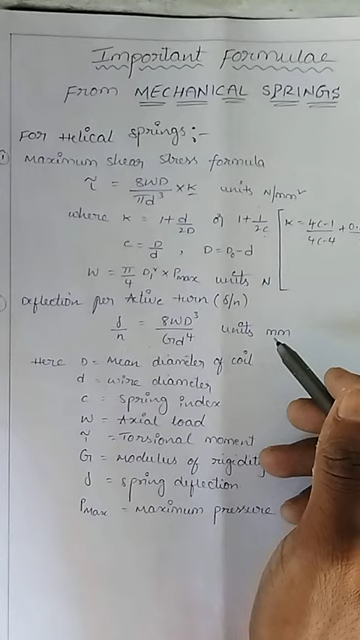 Important Formulae
From MECHANICAL SPRINGS
For Helical springs:-
Maximum shear stress formula
τ = 8WD/πd³ × K units N/mm²
where K = 1+d/2D or 1+1/2C [ K = 4C-1/4C-4 + 0.
C = D/d , D = D₀-d
W = π/4 D₁² × Pmax units N
Deflection per Active turn (δ/n)
δ/n = 8WD³/Gd⁴ units mm
Here D = Mean diameter of coil
d = wire diameter
C = spring index
W = Axial load
τ = Torsional moment
G = Modulus of rigidity
δ = spring deflection
PMax = maximum pressure